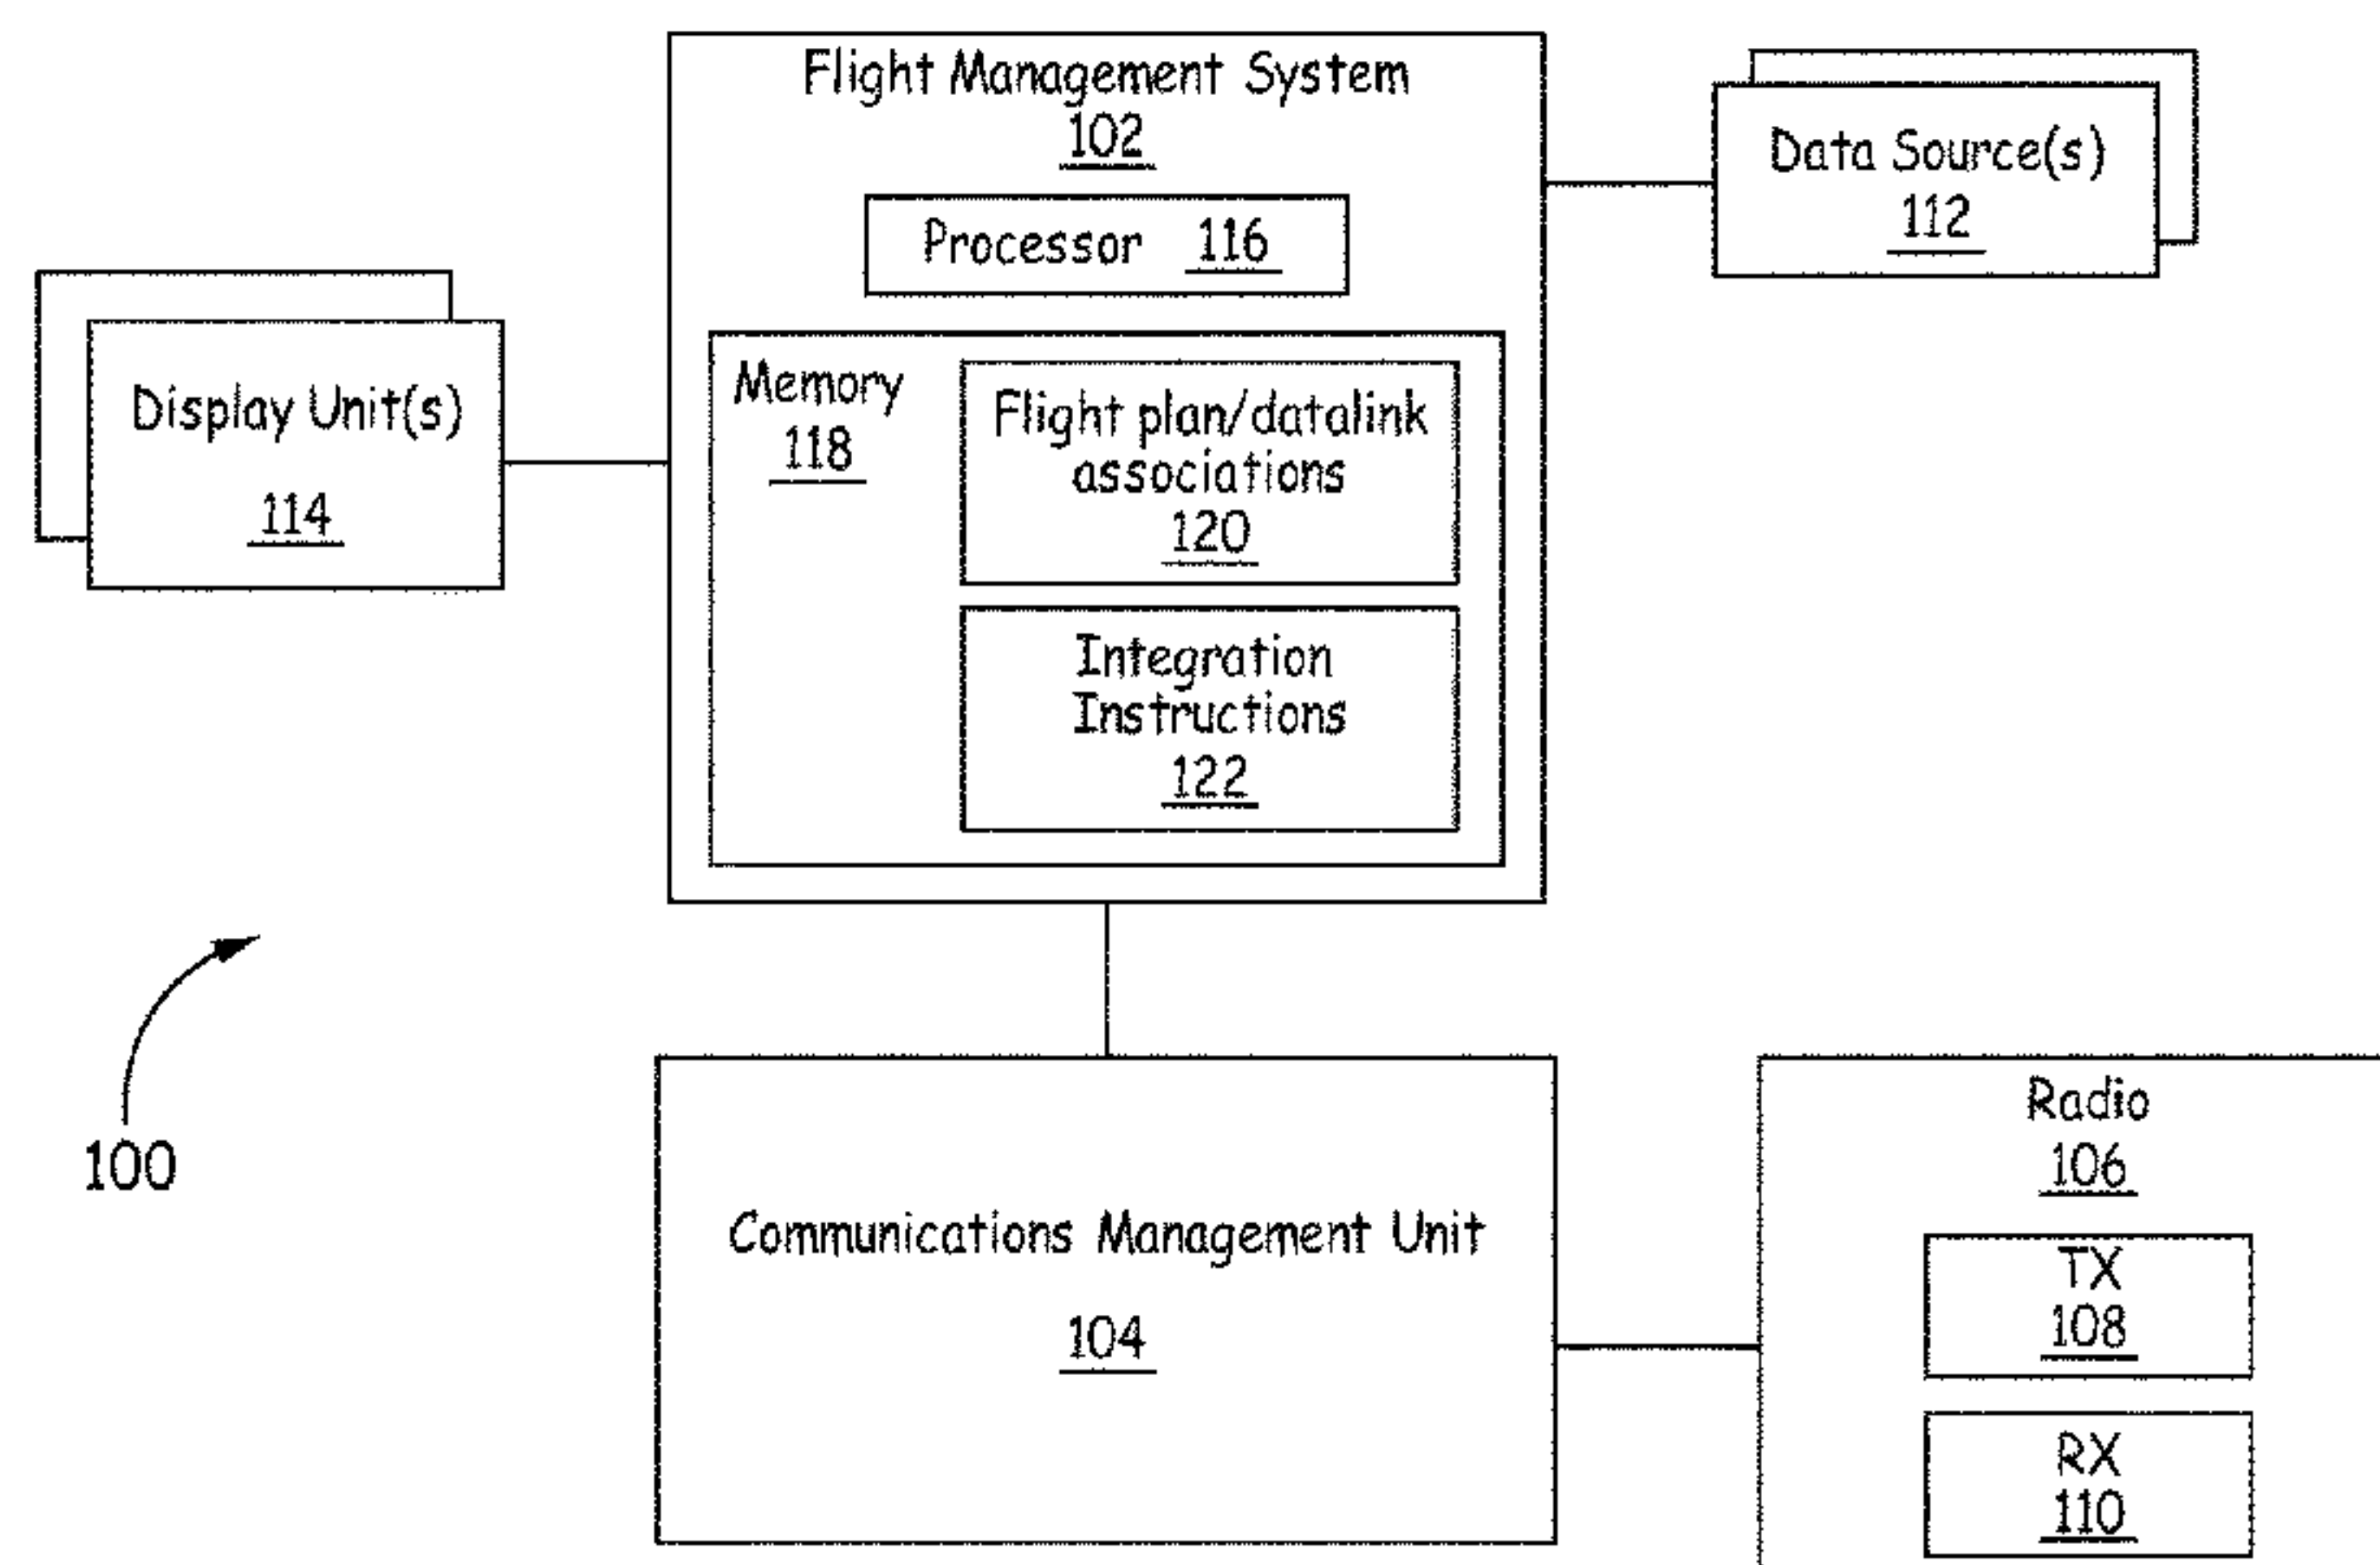 Flight Management System
102
Processor 116
Memory
118
Flight plan/datalink
associations
120
Integration
Instructions
122
Data Source(s)
112
Display Unit(s)
114
100
Communications Management Unit
104
Radio
106
TX
108
RX
110